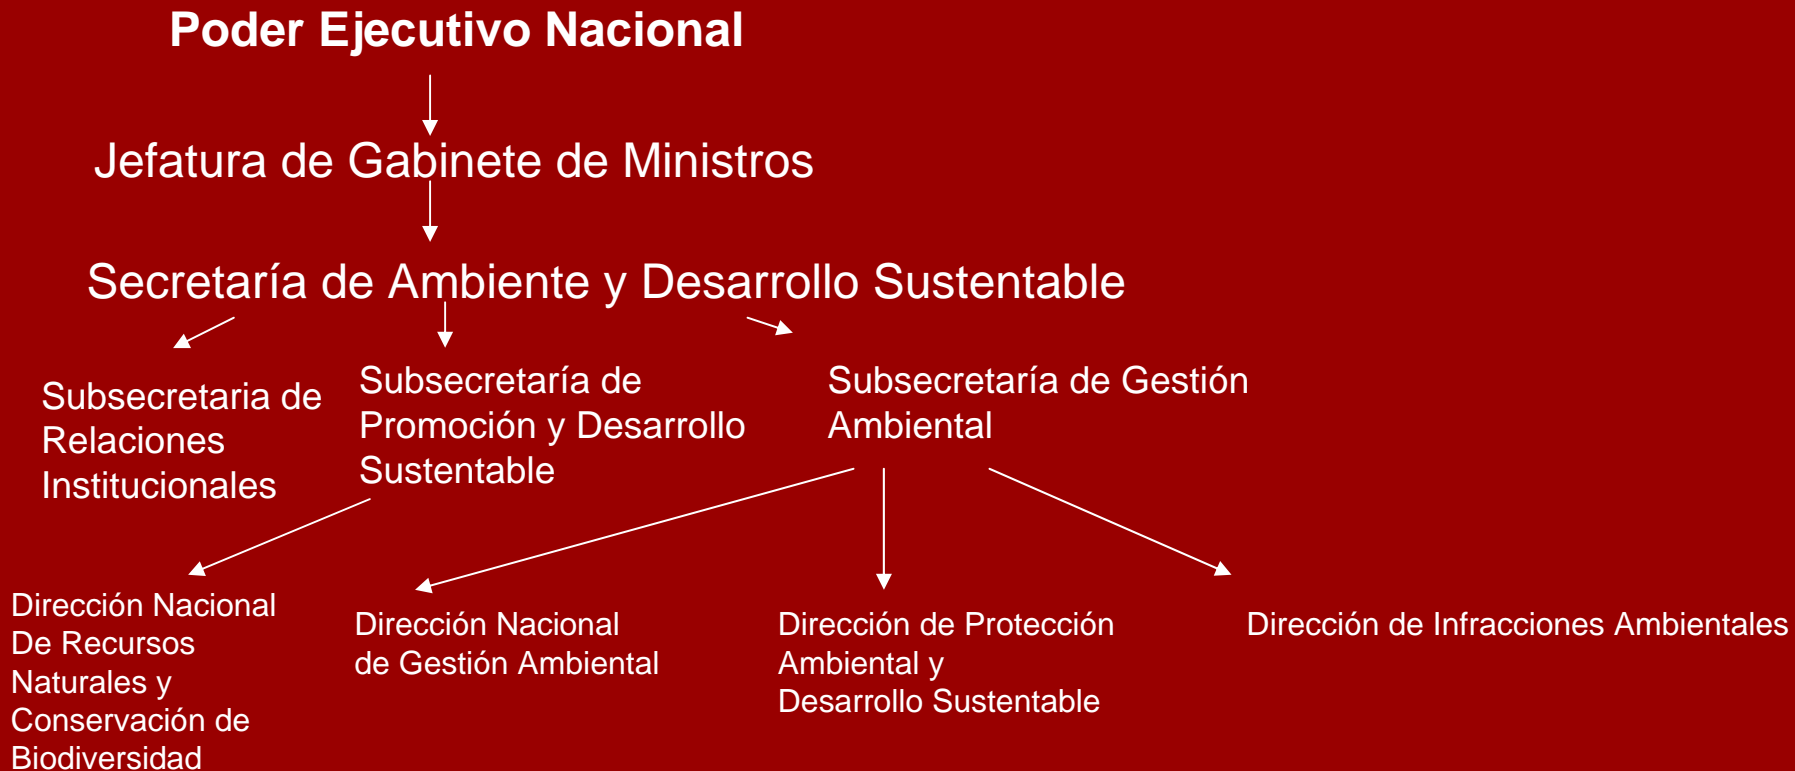 Poder Ejecutivo Nacional
Jefatura de Gabinete de Ministros
Secretaría de Ambiente y Desarrollo Sustentable
Subsecretaria de
Relaciones
Institucionales
Subsecretaría de
Promoción y Desarrollo
Sustentable
Subsecretaría de Gestión
Ambiental
Dirección Nacional
De Recursos
Naturales y
Conservación de
Biodiversidad
Dirección Nacional
de Gestión Ambiental
Dirección de Protección
Ambiental y
Desarrollo Sustentable
Dirección de Infracciones Ambientales